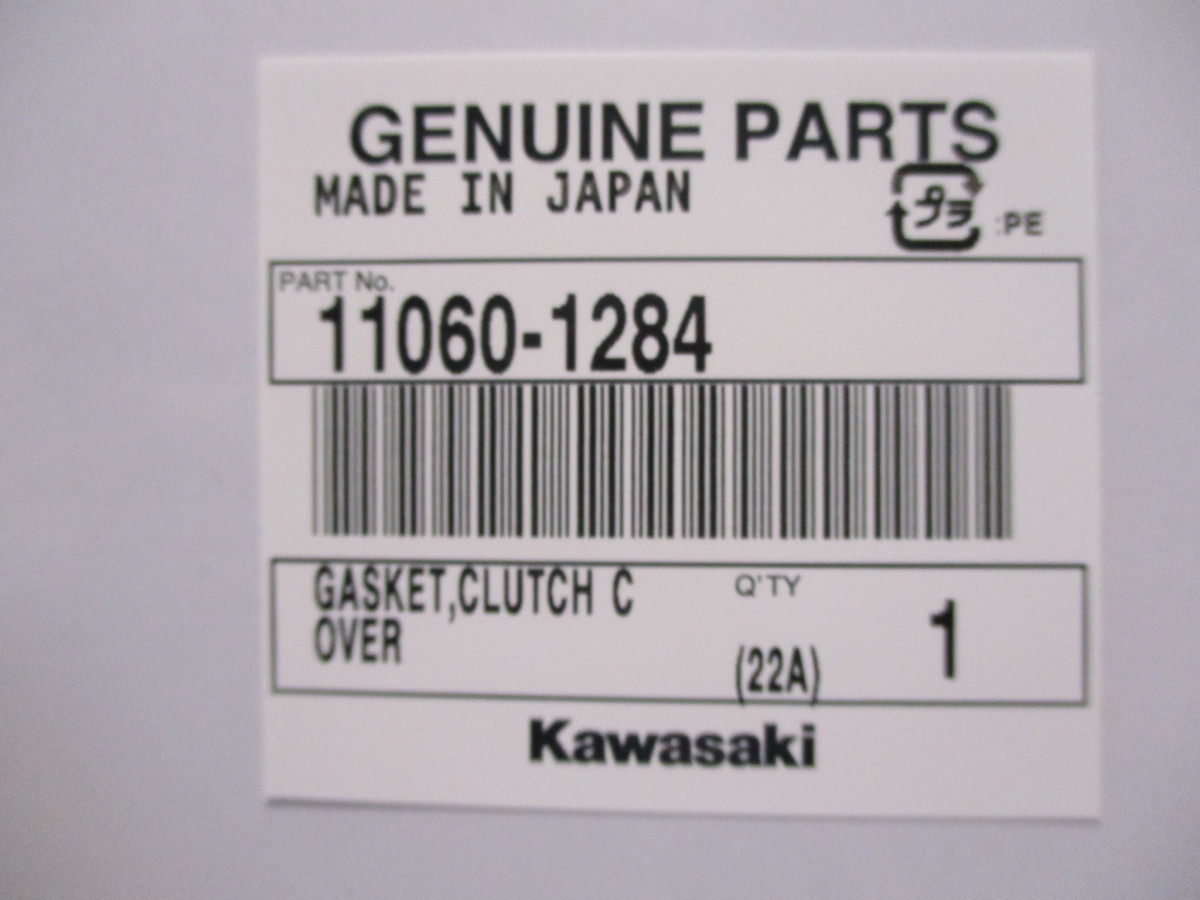 GENUINE PARTS
MADE IN JAPAN
プラ :PE
PART No.
11060-1284
GASKET,CLUTCH C
OVER
Q'TY
(22A)
1
Kawasaki